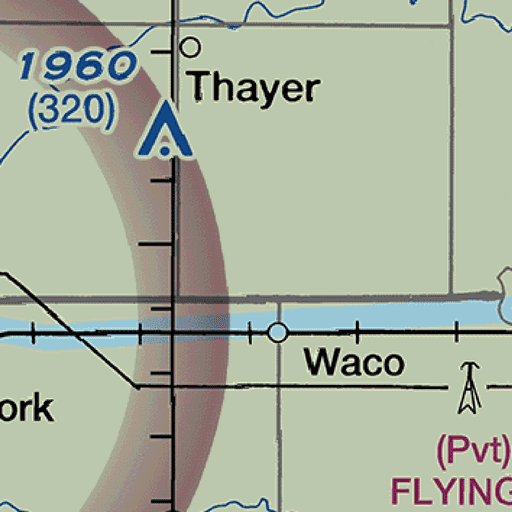 1960
(320)
Thayer
Waco
ork
(Pvt)
FLYING